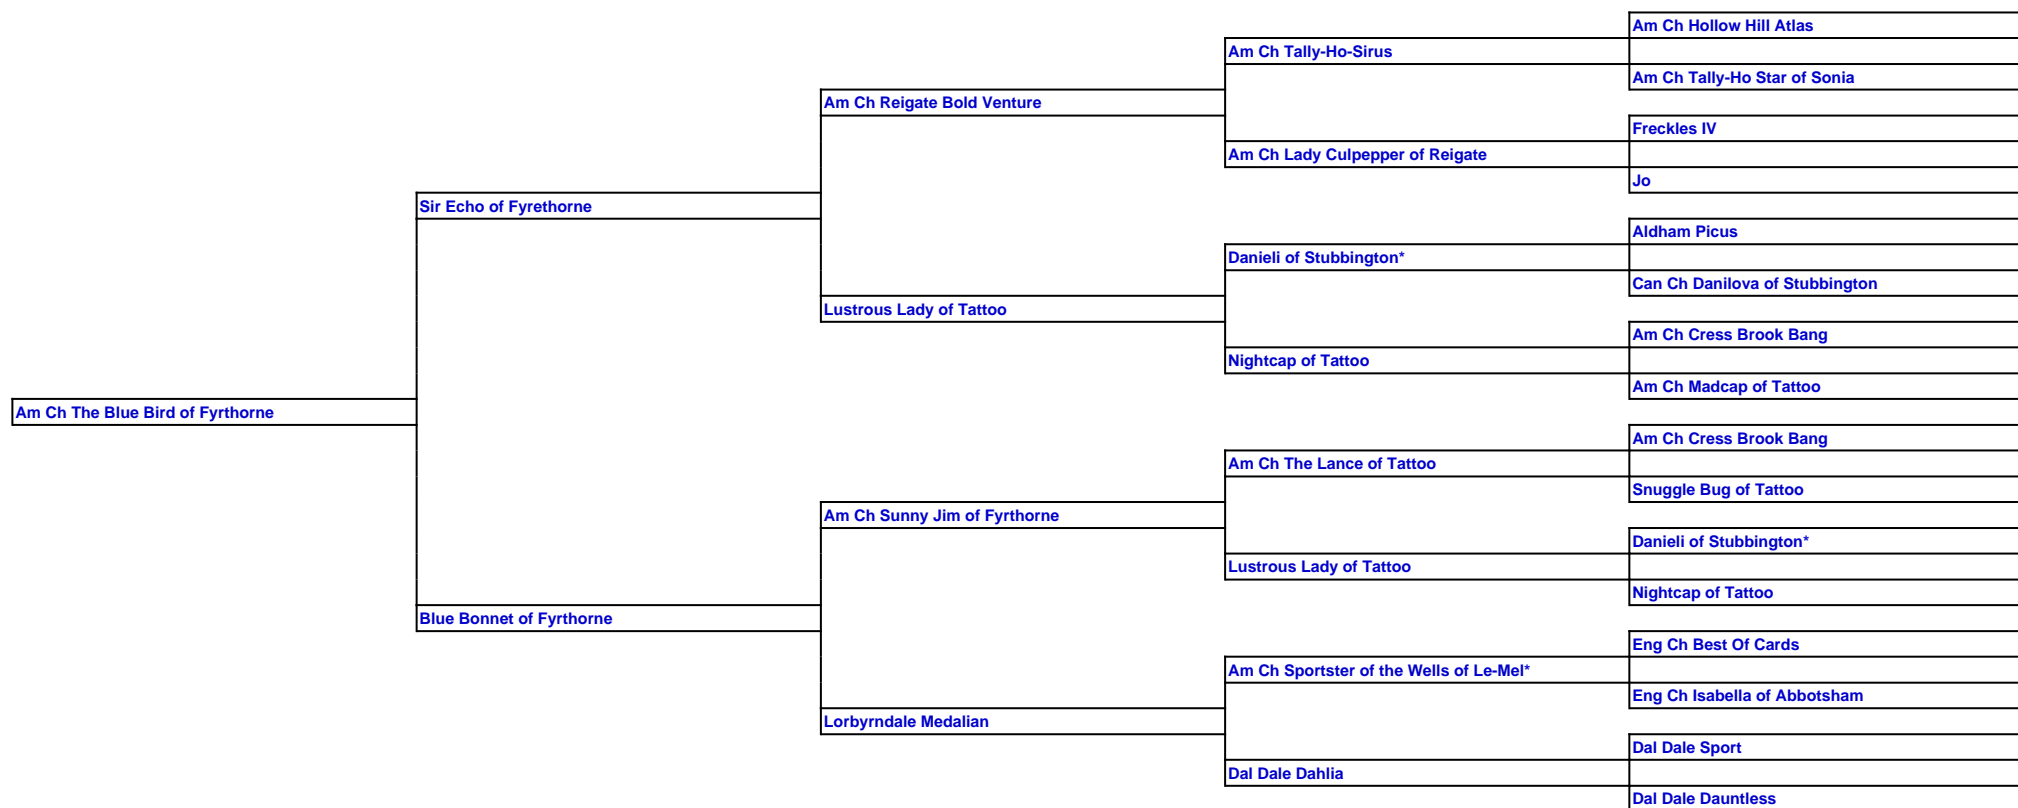 Am Ch Hollow Hill Atlas
Am Ch Tally-Ho-Sirus
Am Ch Tally-Ho Star of Sonia
Am Ch Reigate Bold Venture
Freckles IV
Am Ch Lady Culpepper of Reigate
Jo
Sir Echo of Fyrethorne
Aldham Picus
Danieli of Stubbington*
Can Ch Danilova of Stubbington
Lustrous Lady of Tattoo
Am Ch Cress Brook Bang
Nightcap of Tattoo
Am Ch Madcap of Tattoo
Am Ch The Blue Bird of Fyrthorne
Am Ch Cress Brook Bang
Am Ch The Lance of Tattoo
Snuggle Bug of Tattoo
Am Ch Sunny Jim of Fyrthorne
Danieli of Stubbington*
Lustrous Lady of Tattoo
Nightcap of Tattoo
Blue Bonnet of Fyrthorne
Eng Ch Best Of Cards
Am Ch Sportster of the Wells of Le-Mel*
Eng Ch Isabella of Abbotsham
Lorbyrndale Medalian
Dal Dale Sport
Dal Dale Dahlia
Dal Dale Dauntless